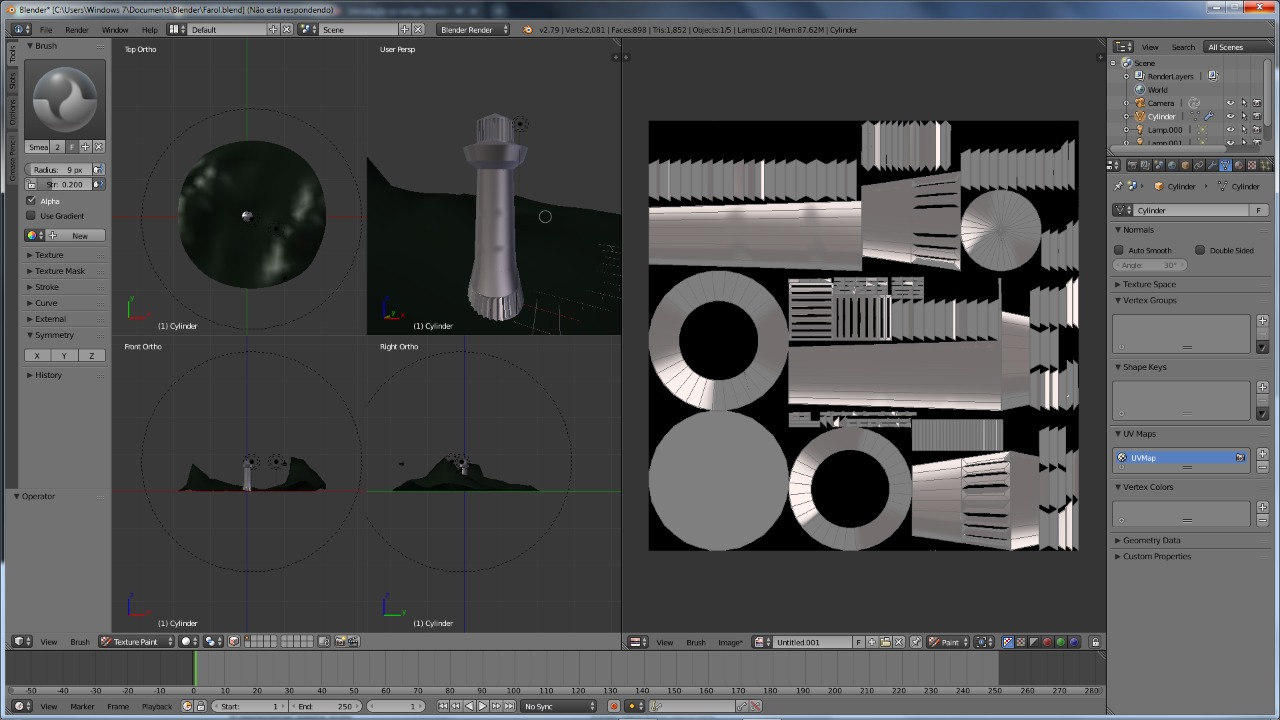 Blender* [C:\Users\Windows 7\Documents\Blender\Farol.blend] (Não está respondendo)
File Render Window Help Default Scene Blender Render v2.79 | Verts:2,081 | Faces:898 | Tris:1,852 | Objects:1/5 | Lamps:0/2 | Mem:87.62M | Cylinder
View Search All Scenes
Tools
Slots
Options
Grease Pencil
Brush
Smea 2 F
Radius: 9 px
Str: 0.200
Alpha
Use Gradient
New
Texture
Texture Mask
Stroke
Curve
External
Symmetry
X Y Z
History
Operator
Top Ortho
User Persp
(1) Cylinder
(1) Cylinder
Front Ortho
Right Ortho
(1) Cylinder
(1) Cylinder
View Brush Texture Paint
View Brush Image* Untitled.001 F Paint
Scene
RenderLayers
World
Camera
Cylinder
Lamp.000
Lamp.001
Cylinder Cylinder
Cylinder F
Normals
Auto Smooth Double Sided
Angle: 30°
Texture Space
Vertex Groups
Shape Keys
UV Maps
UVMap
Vertex Colors
Geometry Data
Custom Properties
-50 -40 -30 -20 -10 0 10 20 30 40 50 60 70 80 90 100 110 120 130 140 150 160 170 180 190 200 210 220 230 240 250 260 270 280
View Marker Frame Playback Start: 1 End: 250 1 No Sync